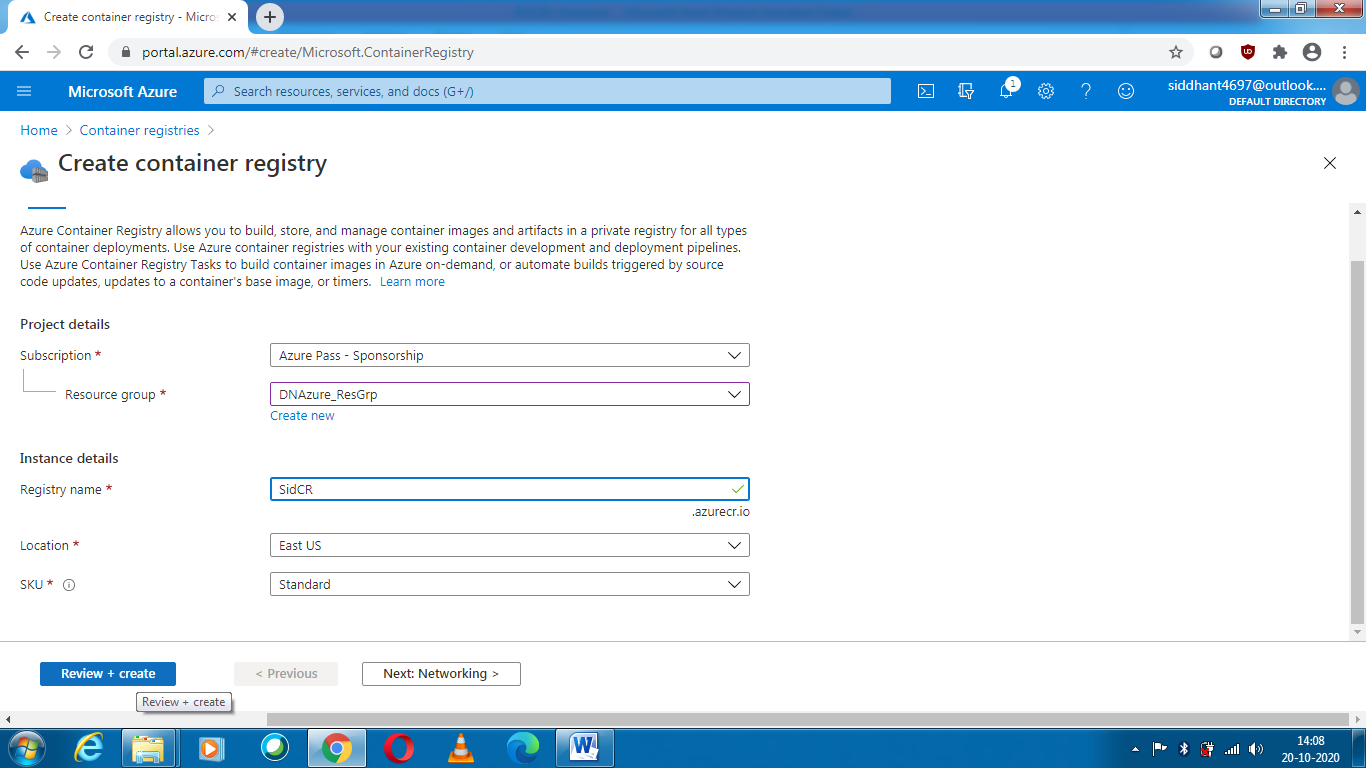 Create container registry - Micros
portal.azure.com/#create/Microsoft.ContainerRegistry
Microsoft Azure
Search resources, services, and docs (G+/)
1
siddhant4697@outlook....
DEFAULT DIRECTORY
Home > Container registries >
Create container registry
Azure Container Registry allows you to build, store, and manage container images and artifacts in a private registry for all types
of container deployments. Use Azure container registries with your existing container development and deployment pipelines.
Use Azure Container Registry Tasks to build container images in Azure on-demand, or automate builds triggered by source
code updates, updates to a container's base image, or timers. Learn more
Project details
Subscription * Azure Pass - Sponsorship
Resource group * DNAzure_ResGrp
Create new
Instance details
Registry name * SidCR
.azurecr.io
Location * East US
SKU * Standard
Review + create < Previous Next: Networking >
Review + create
14:08
20-10-2020